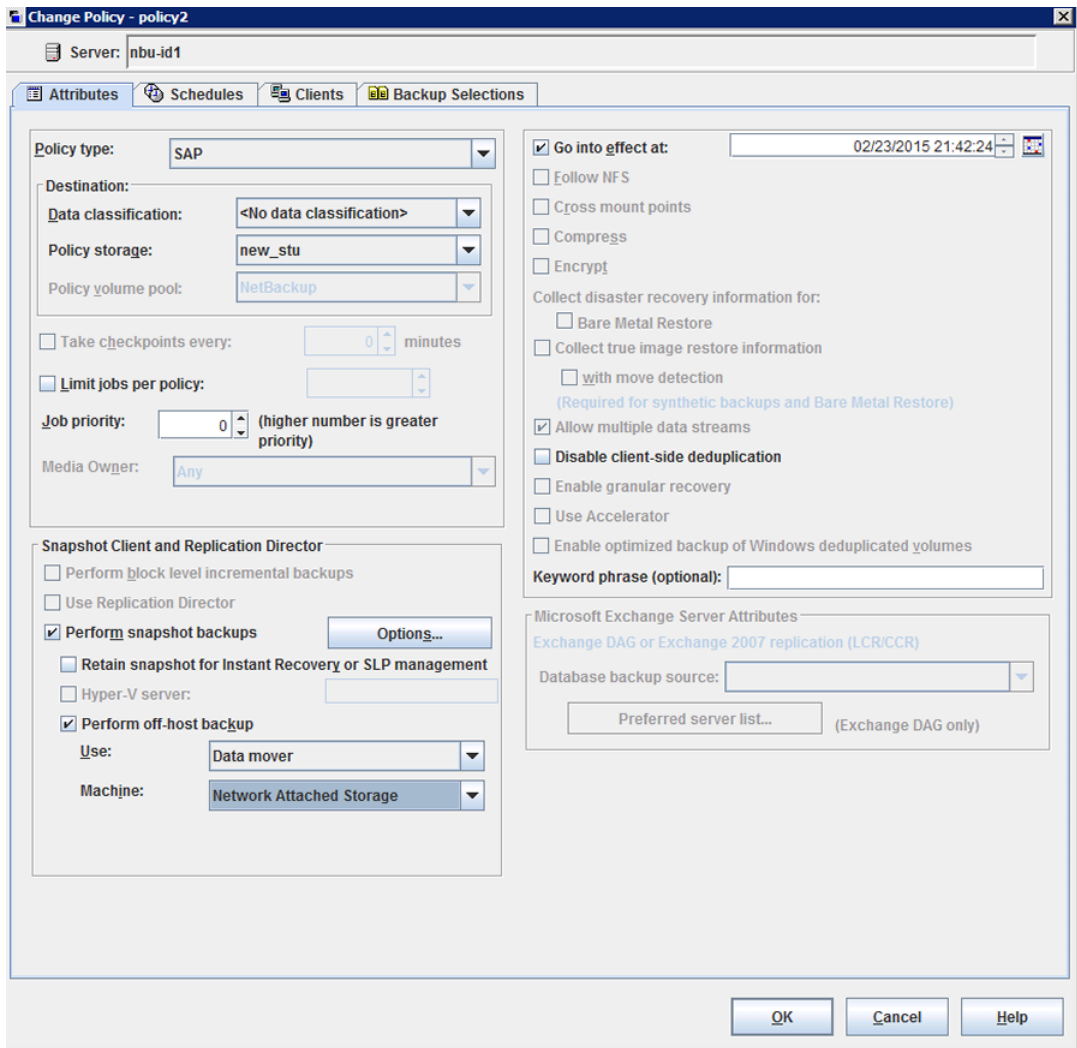 Change Policy - policy2
Server: nbu-id1
Attributes
Schedules
Clients
Backup Selections
Policy type: SAP
Destination:
Data classification: <No data classification>
Policy storage: new_stu
Policy volume pool: NetBackup
Take checkpoints every: 0 minutes
Limit jobs per policy:
Job priority: 0 (higher number is greater
priority)
Media Owner: Any
Snapshot Client and Replication Director
Perform block level incremental backups
Use Replication Director
Perform snapshot backups Options...
Retain snapshot for Instant Recovery or SLP management
Hyper-V server:
Perform off-host backup
Use: Data mover
Machine: Network Attached Storage
Go into effect at: 02/23/2015 21:42:24
Follow NFS
Cross mount points
Compress
Encrypt
Collect disaster recovery information for:
Bare Metal Restore
Collect true image restore information
with move detection
(Required for synthetic backups and Bare Metal Restore)
Allow multiple data streams
Disable client-side deduplication
Enable granular recovery
Use Accelerator
Enable optimized backup of Windows deduplicated volumes
Keyword phrase (optional):
Microsoft Exchange Server Attributes
Exchange DAG or Exchange 2007 replication (LCR/CCR)
Database backup source:
Preferred server list... (Exchange DAG only)
OK
Cancel
Help